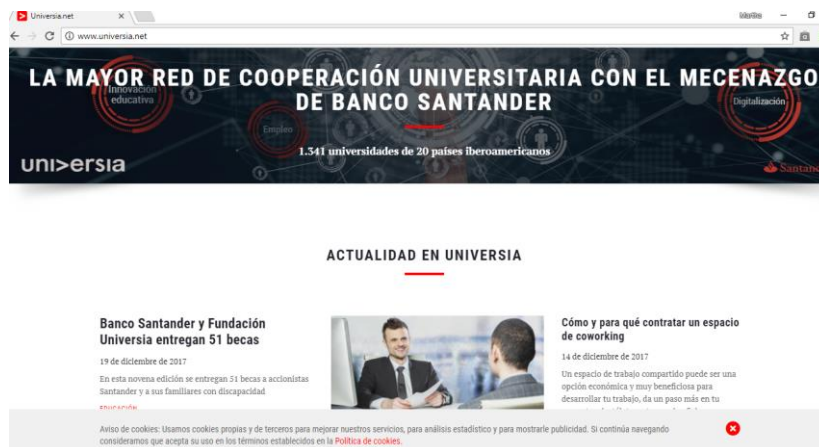 Universia.net
Martha
www.universia.net
LA MAYOR RED DE COOPERACIÓN UNIVERSITARIA CON EL MECENAZGO
DE BANCO SANTANDER
Innovación
educativa
Digitalización
Empleo
1.341 universidades de 20 países iberoamericanos
uni>ersia
Santand
ACTUALIDAD EN UNIVERSIA
Banco Santander y Fundación
Universia entregan 51 becas
19 de diciembre de 2017
En esta novena edición se entregan 51 becas a accionistas
Santander y a sus familiares con discapacidad
EDUCACIÓN
Cómo y para qué contratar un espacio
de coworking
14 de diciembre de 2017
Un espacio de trabajo compartido puede ser una
opción económica y muy beneficiosa para
desarrollar tu trabajo, da un paso más en tu
Aviso de cookies: Usamos cookies propias y de terceros para mejorar nuestros servicios, para análisis estadístico y para mostrarle publicidad. Si continúa navegando
consideramos que acepta su uso en los términos establecidos en la Política de cookies.